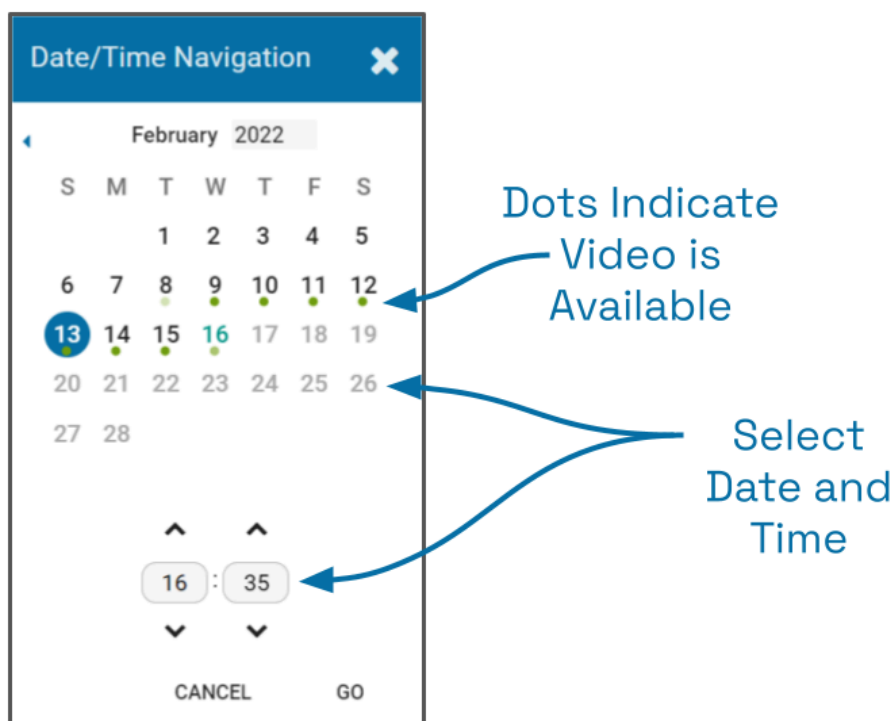 Date/Time Navigation
February 2022
S M T W T F S
1 2 3 4 5
6 7 8 9 10 11 12
13 14 15 16 17 18 19
20 21 22 23 24 25 26
27 28
16 : 35
CANCEL GO
Dots Indicate
Video is
Available
Select
Date and
Time